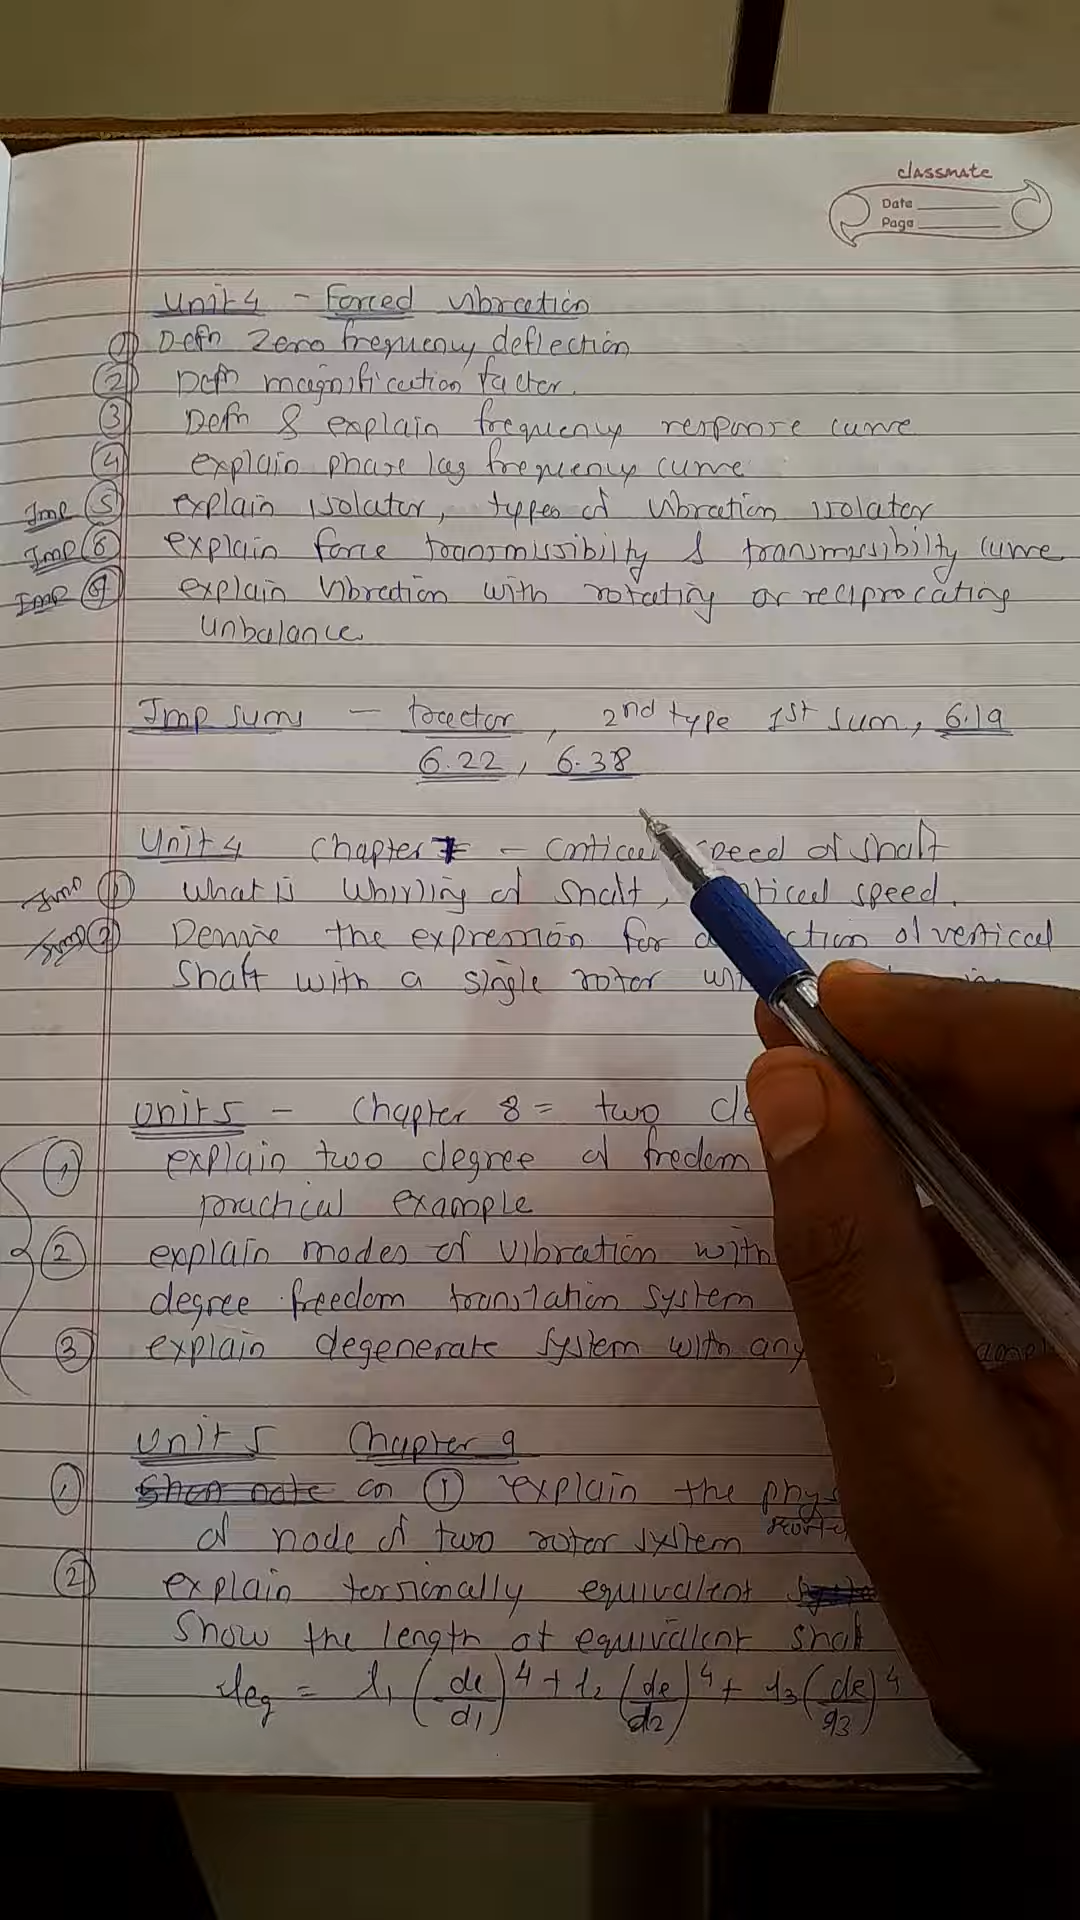 classmate
Date
Page
Unit 4 - Forced vibration
① Defn Zero frequency deflection
② Defn magnification factor.
③ Defn & explain frequency response curve
④ explain phase lag frequency curve
Imp ⑤ explain isolator, types of vibration isolator
Imp ⑥ explain force transmissibility & transmissibilty curve
Imp explain vibration with rotating or reciprocating
unbalance
Imp sums - tractor, 2nd type 1st sum, 6.19
6.22, 6.38
Unit 4 Chapter 7 - speed of shaft
Imp ① what is whirling of shaft, speed.
Imp ② Derive the expression for of vertical
shaft with a single rotor
Unit 5 - Chapter 8 = two
① explain two degree of fredom
practical example
② explain modes of vibration with
degree freedom translation system
③ explain degenerate system with any
Unit 5 Chapter 9
① on ① explain the
of node of two rotor system
② explain torsionally equivalent
Show the length of equivalent
leq = l₁ (de/d1)⁴ + l₂ (de/d2)⁴ + l₃ (de/d3)⁴